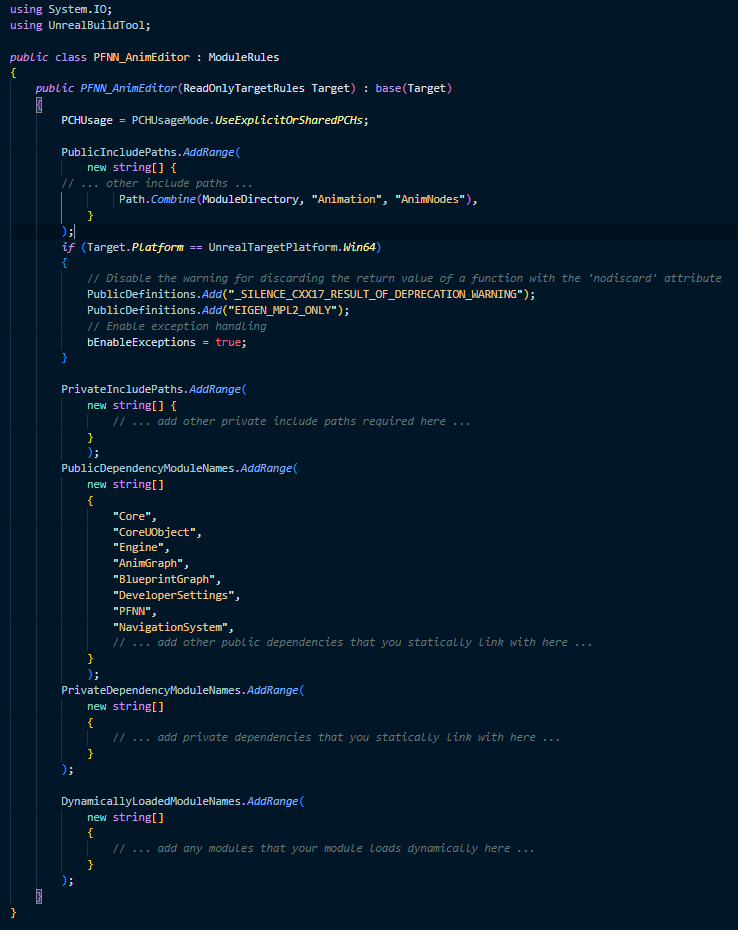 using System.IO;
using UnrealBuildTool;

public class PFNN_AnimEditor : ModuleRules
{
    public PFNN_AnimEditor(ReadOnlyTargetRules Target) : base(Target)
    {
        PCHUsage = PCHUsageMode.UseExplicitOrSharedPCHs;

        PublicIncludePaths.AddRange(
            new string[] {
        // ... other include paths ...
                Path.Combine(ModuleDirectory, "Animation", "AnimNodes"),
            }
        );
        if (Target.Platform == UnrealTargetPlatform.Win64)
        {
            // Disable the warning for discarding the return value of a function with the 'nodiscard' attribute
            PublicDefinitions.Add("_SILENCE_CXX17_RESULT_OF_DEPRECATION_WARNING");
            PublicDefinitions.Add("EIGEN_MPL2_ONLY");
            // Enable exception handling
            bEnableExceptions = true;
        }

        PrivateIncludePaths.AddRange(
            new string[] {
                // ... add other private include paths required here ...
            }
            );
        PublicDependencyModuleNames.AddRange(
            new string[]
            {
                "Core",
                "CoreUObject",
                "Engine",
                "AnimGraph",
                "BlueprintGraph",
                "DeveloperSettings",
                "PFNN",
                "NavigationSystem",
                // ... add other public dependencies that you statically link with here ...
            }
            );
        PrivateDependencyModuleNames.AddRange(
            new string[]
            {
                // ... add private dependencies that you statically link with here ...
            }
        );

        DynamicallyLoadedModuleNames.AddRange(
            new string[]
            {
                // ... add any modules that your module loads dynamically here ...
            }
        );
    }
}